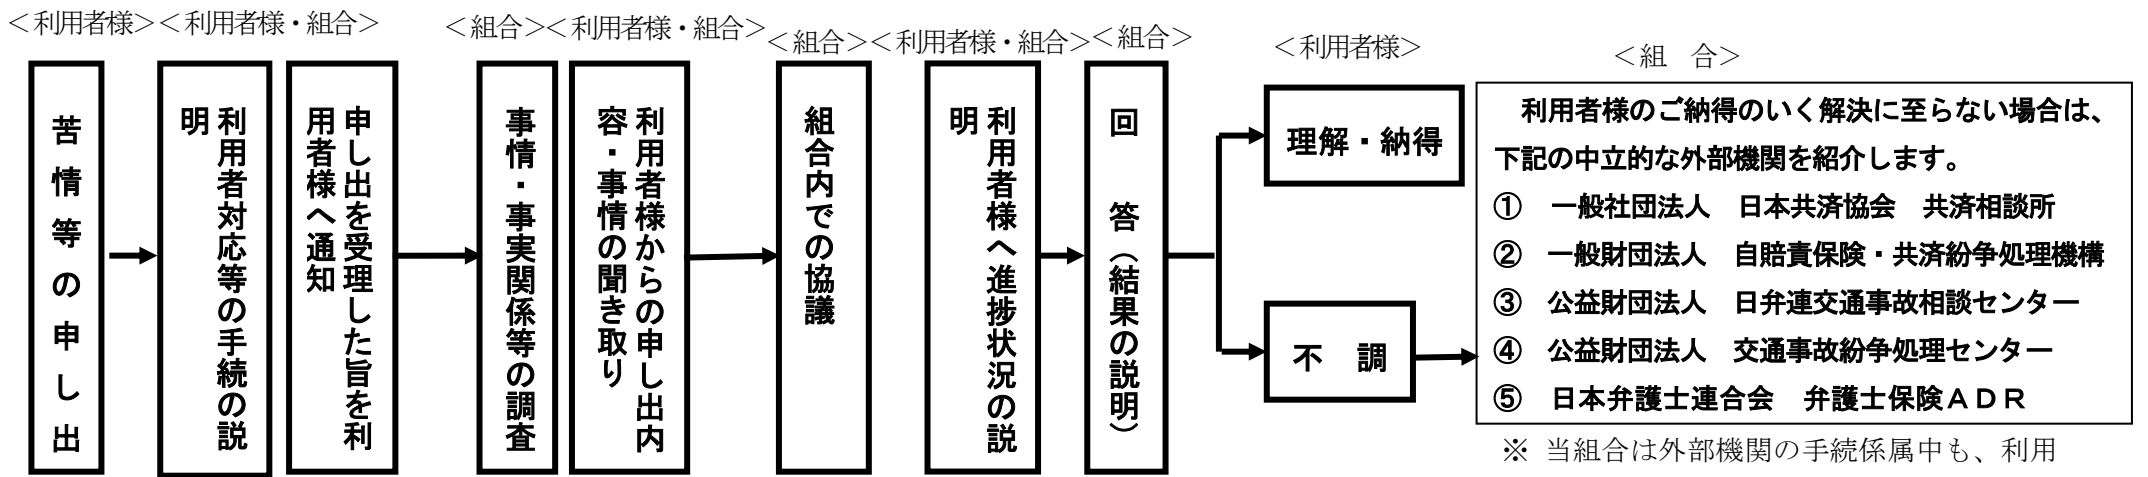 ＜利用者様＞
＜利用者様・組合＞
＜組合＞
＜利用者様・組合＞
＜組合＞
＜利用者様・組合＞
＜組合＞
＜利用者様＞
＜組　合＞
苦情等の申し出
利用者対応等の手続の説
明
申し出を受理した旨を利
用者様へ通知
事情・事実関係等の調査
利用者様からの申し出内
容・事情の聞き取り
組合内での協議
利用者様へ進捗状況の説
明
回　答（結果の説明）
理解・納得
不　調
利用者様のご納得のいく解決に至らない場合は、
下記の中立的な外部機関を紹介します。
①　一般社団法人　日本共済協会　共済相談所
②　一般財団法人　自賠責保険・共済紛争処理機構
③　公益財団法人　日弁連交通事故相談センター
④　公益財団法人　交通事故紛争処理センター
⑤　日本弁護士連合会　弁護士保険ＡＤＲ
※ 当組合は外部機関の手続係属中も、利用